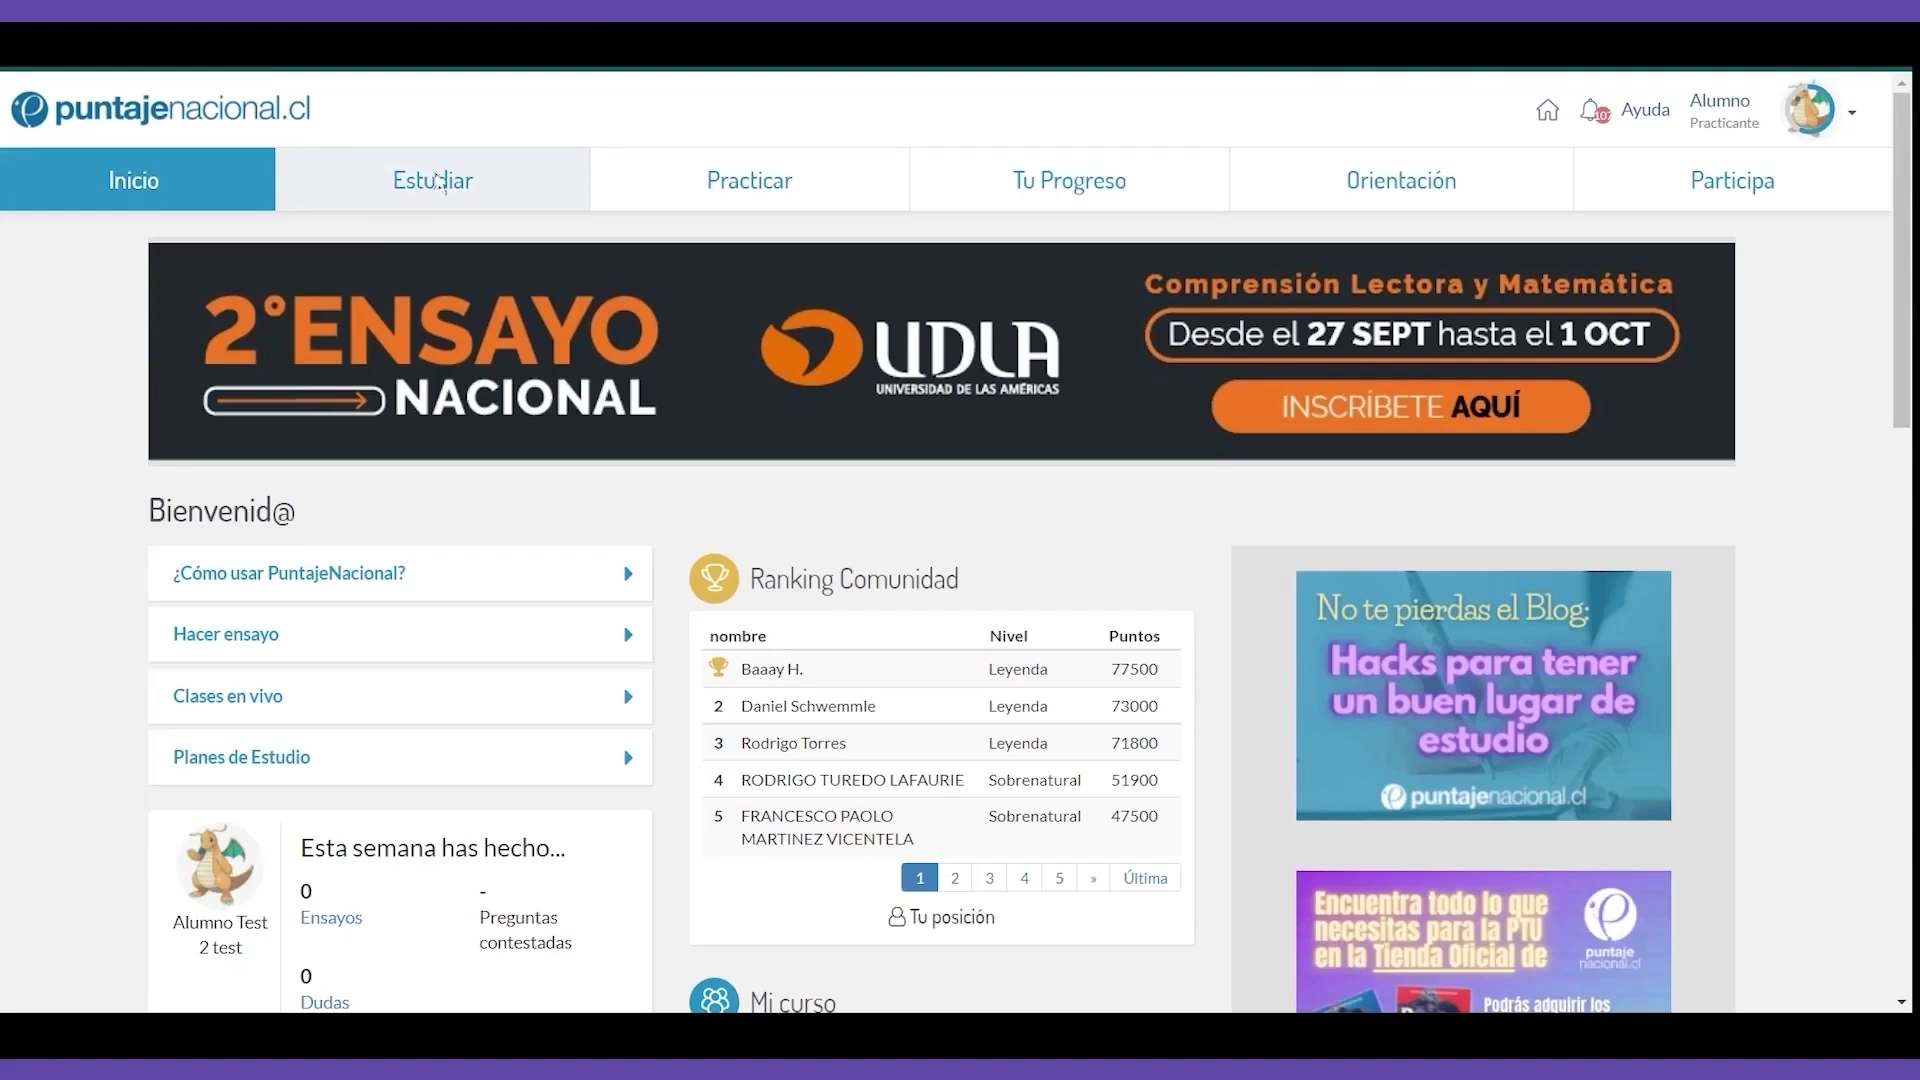 puntajenacional.cl
107
Ayuda
Alumno
Practicante
Inicio
Estudiar
Practicar
Tu Progreso
Orientación
Participa
2°ENSAYO
NACIONAL
UDLA
UNIVERSIDAD DE LAS AMÉRICAS
Comprensión Lectora y Matemática
Desde el 27 SEPT hasta el 1 OCT
INSCRÍBETE AQUÍ
Bienvenid@
¿Cómo usar PuntajeNacional?
Hacer ensayo
Clases en vivo
Planes de Estudio
Alumno Test
2 test
Esta semana has hecho...
0
Ensayos
-
Preguntas
contestadas
0
Dudas
Ranking Comunidad
nombre Nivel Puntos
Baaay H. Leyenda 77500
2 Daniel Schwemmle Leyenda 73000
3 Rodrigo Torres Leyenda 71800
4 RODRIGO TUREDO LAFAURIE Sobrenatural 51900
5 FRANCESCO PAOLO Sobrenatural 47500
MARTINEZ VICENTELA
1 2 3 4 5 » Última
Tu posición
Mi curso
No te pierdas el Blog:
Hacks para tener
un buen lugar de
estudio
puntajenacional.cl
Encuentra todo lo que
necesitas para la PTU
en la Tienda Oficial de
puntaje
nacional.cl
Podrás adquirir los